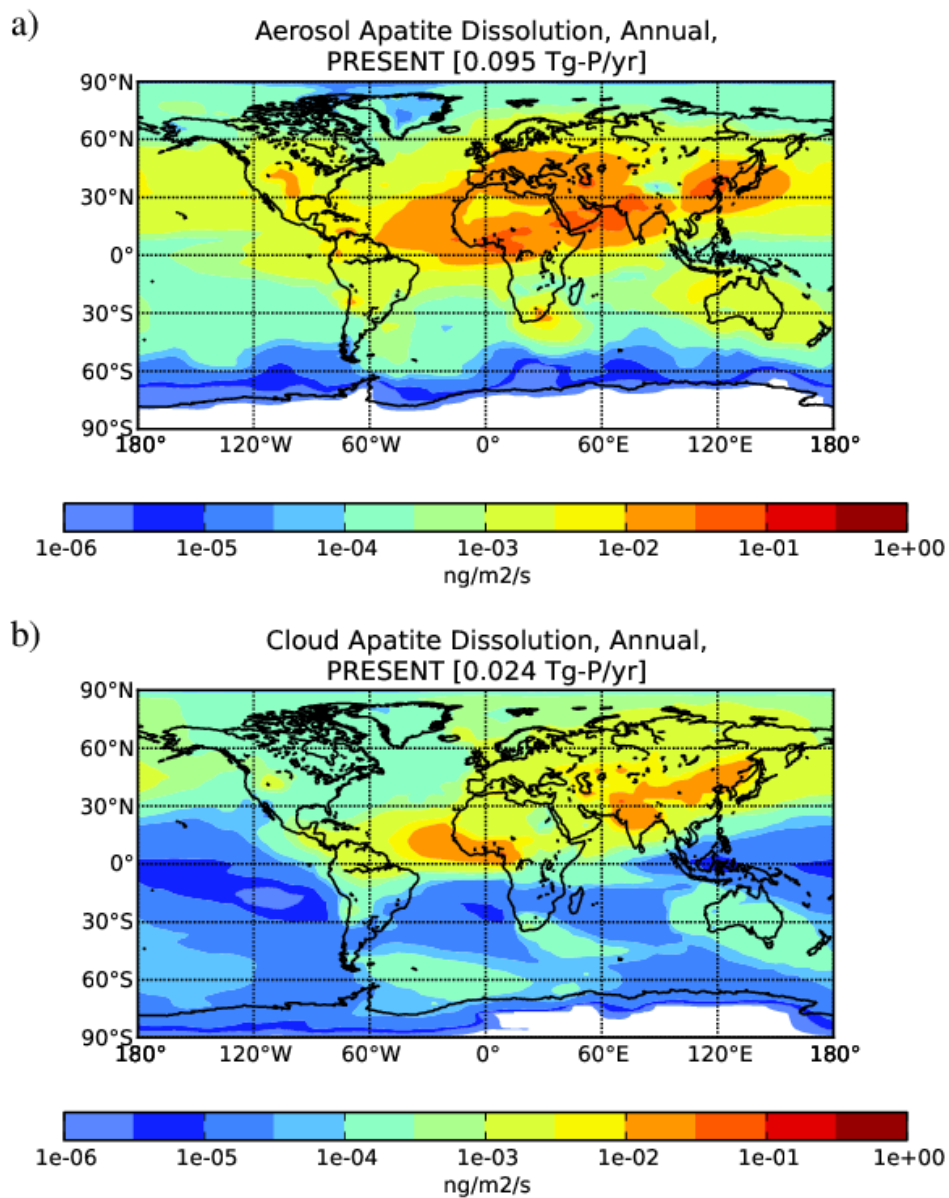 a)
Aerosol Apatite Dissolution, Annual,
PRESENT [0.095 Tg-P/yr]
90°N
60°N
30°N
0°
30°S
60°S
90°S
180° 120°W 60°W 0° 60°E 120°E 180°
1e-06 1e-05 1e-04 1e-03 1e-02 1e-01 1e+00
ng/m2/s
b)
Cloud Apatite Dissolution, Annual,
PRESENT [0.024 Tg-P/yr]
90°N
60°N
30°N
0°
30°S
60°S
90°S
180° 120°W 60°W 0° 60°E 120°E 180°
1e-06 1e-05 1e-04 1e-03 1e-02 1e-01 1e+00
ng/m2/s